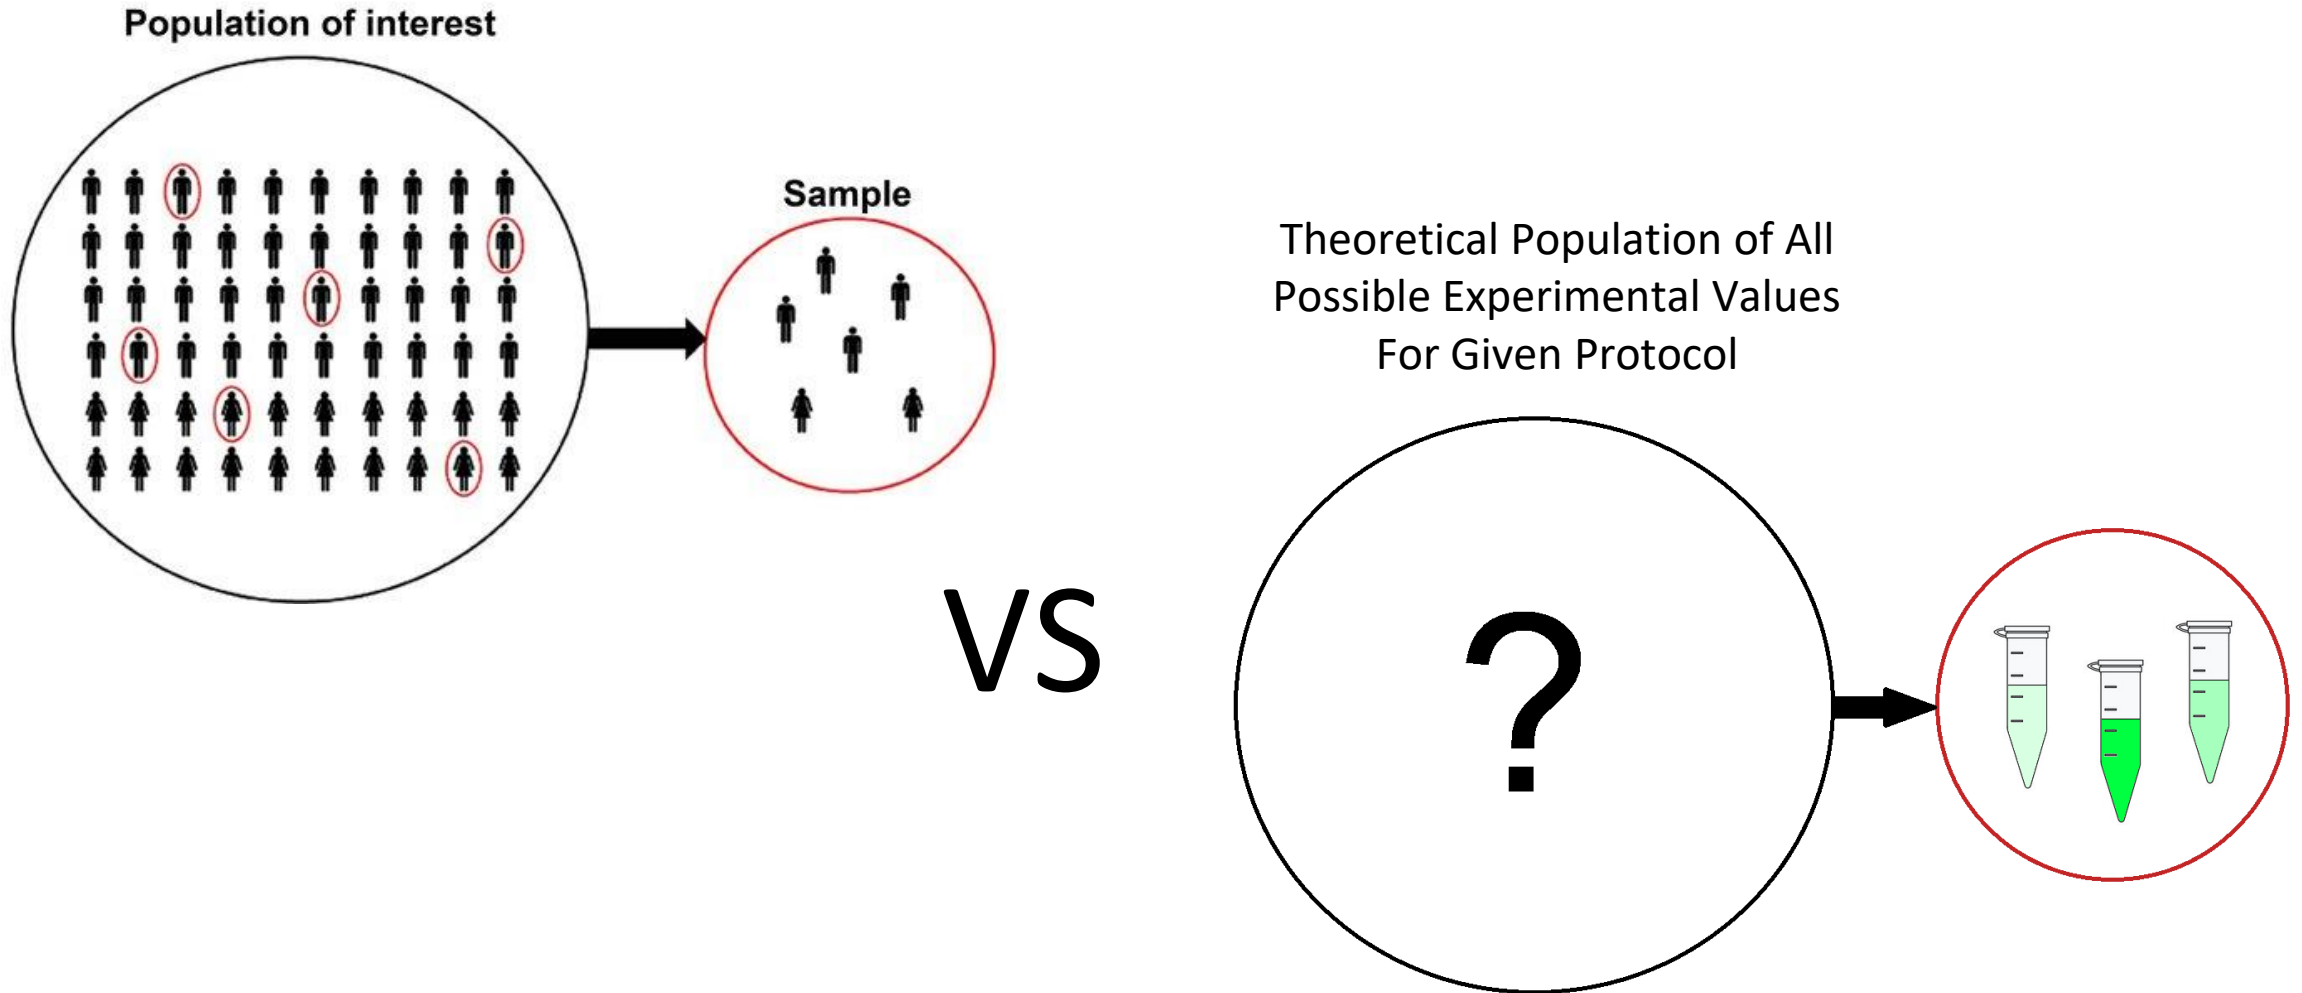 Population of interest
Sample
Theoretical Population of All
Possible Experimental Values
For Given Protocol
VS
?